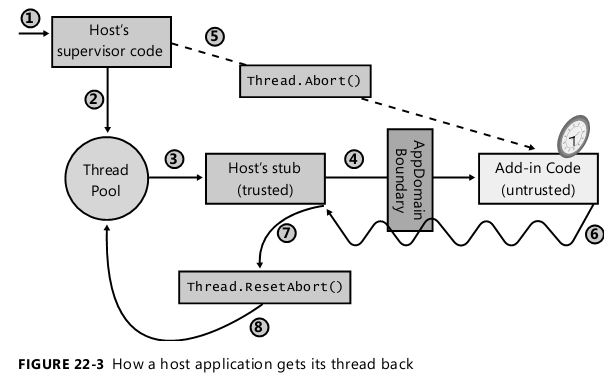 1
Host's
supervisor code
5
Thread.Abort()
2
Thread
Pool
3
Host's stub
(trusted)
4
AppDomain
Boundary
Add-in Code
(untrusted)
6
7
Thread.ResetAbort()
8
FIGURE 22-3 How a host application gets its thread back